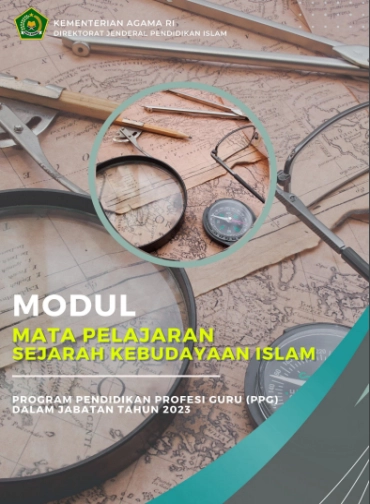 KEMENTERIAN AGAMA RI
DIREKTORAT JENDERAL PENDIDIKAN ISLAM
MODUL
MATA PELAJARAN
SEJARAH KEBUDAYAAN ISLAM
PROGRAM PENDIDIKAN PROFESI GURU (PPG)
DALAM JABATAN TAHUN 2023